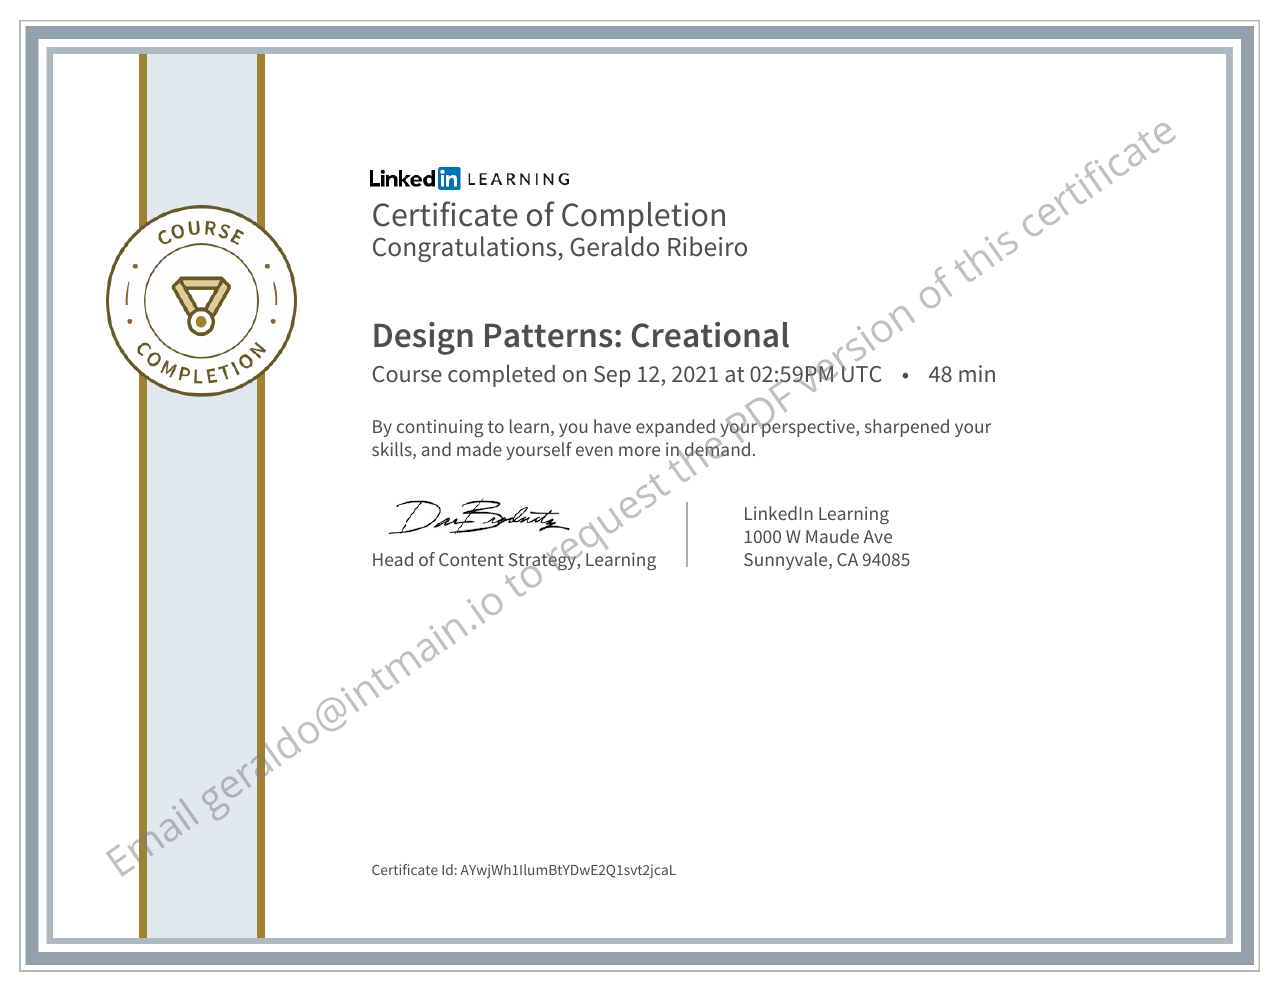 LinkedIn LEARNING
Certificate of Completion
Congratulations, Geraldo Ribeiro
COURSE
COMPLETION
Design Patterns: Creational
Course completed on Sep 12, 2021 at 02:59PM UTC • 48 min
By continuing to learn, you have expanded your perspective, sharpened your
skills, and made yourself even more in demand.
Dan Brodnitz
Head of Content Strategy, Learning
LinkedIn Learning
1000 W Maude Ave
Sunnyvale, CA 94085
Email geraldo@intmain.io to request the PDF version of this certificate
Certificate Id: AYwjWh1IlumBtYDwE2Q1svt2jcaL